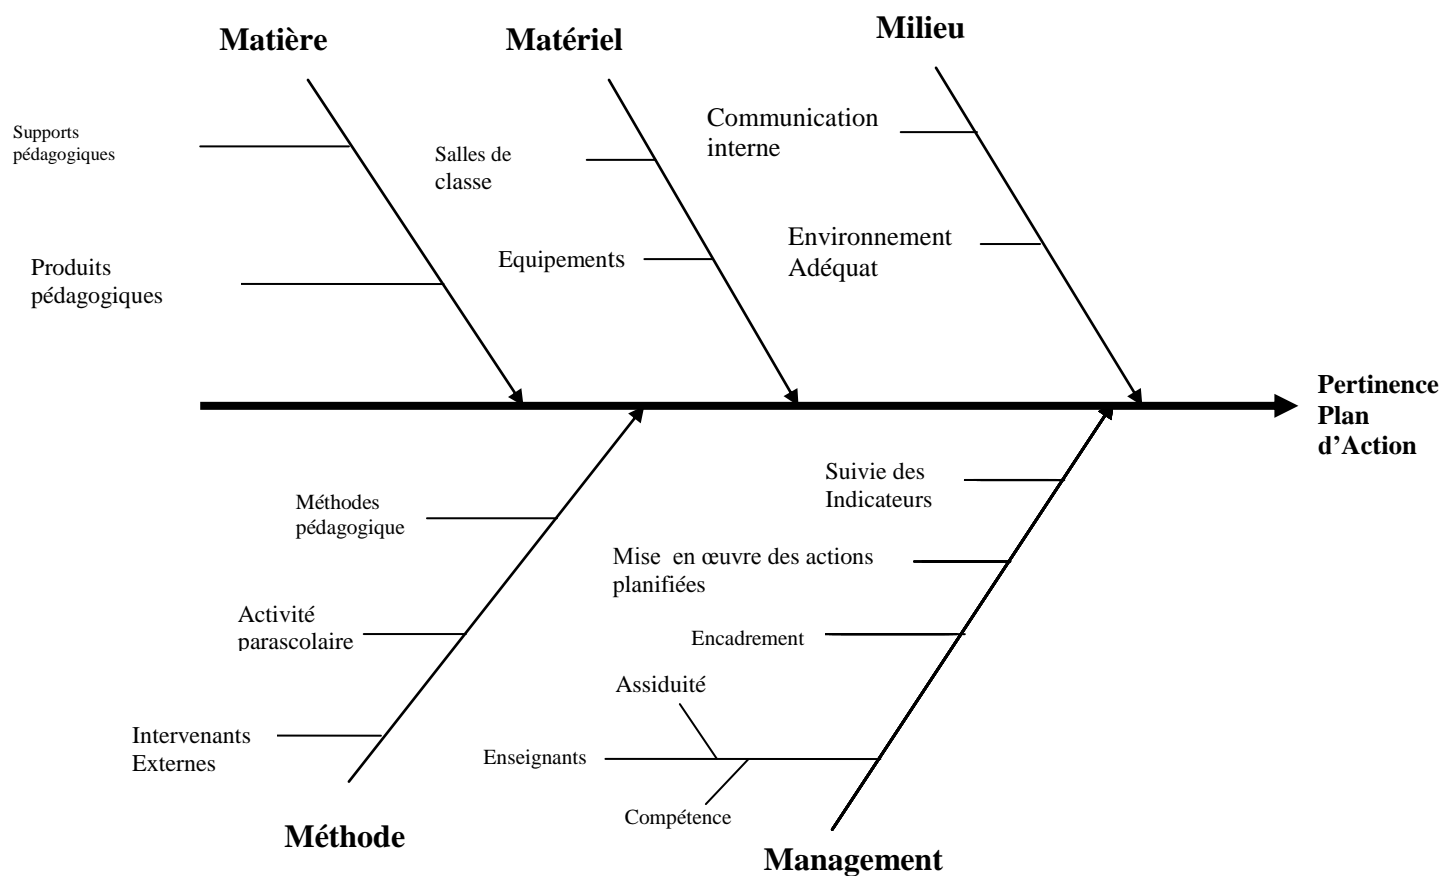 Matière
Matériel
Milieu
Supports
pédagogiques
Salles de
classe
Communication
interne
Produits
pédagogiques
Equipements
Environnement
Adéquat
Pertinence
Plan
d’Action
Méthodes
pédagogique
Suivie des
Indicateurs
Activité
parascolaire
Mise  en œuvre des actions
planifiées
Encadrement
Intervenants
Externes
Assiduité
Enseignants
Compétence
Méthode
Management